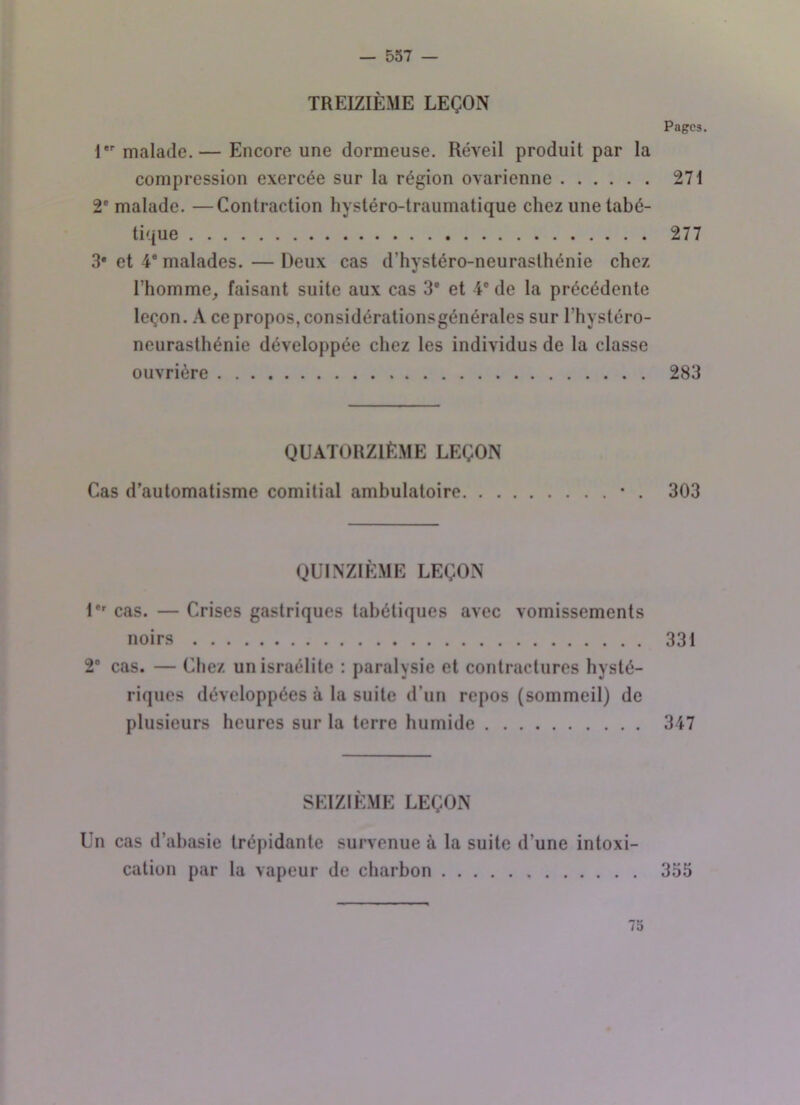 — 557 —
TREIZIÈME LEÇON
Pages.
1er malade. — Encore une dormeuse. Réveil produit par la
compression exercée sur la région ovarienne . . . . . . 271
2e malade. — Contraction hystéro-traumatique chez une tabé-
tique . . . . . . . . . . . . . . . . . . . . . . . . . . . . 277
3e et 4e malades. — Deux cas d'hystéro-neurasthénie chez
l'homme, faisant suite aux cas 3e et 4e de la précédente
leçon. A ce propos, considérations générales sur l'hystéro-
neurasthénie développée chez les individus de la classe
ouvrière . . . . . . . . . . . . . . . . . . . . . . . . . . . 283
QUATORZIÈME LEÇON
Cas d'automatisme comitial ambulatoire. . . . . . . . . . . . 303
QUINZIÈME LEÇON
1er cas. — Crises gastriques tabétiques avec vomissements
noirs . . . . . . . . . . . . . . . . . . . . . . . . . . . . 331
2e cas. — Chez un israélite : paralysie et contractures hysté-
riques développées à la suite d'un repos (sommeil) de
plusieurs heures sur la terre humide . . . . . . . . . . . 347
SEIZIÈME LEÇON
Un cas d'abasie trépidante survenue à la suite d'une intoxi-
cation par la vapeur de charbon . . . . . . . . . . . . . 355
75